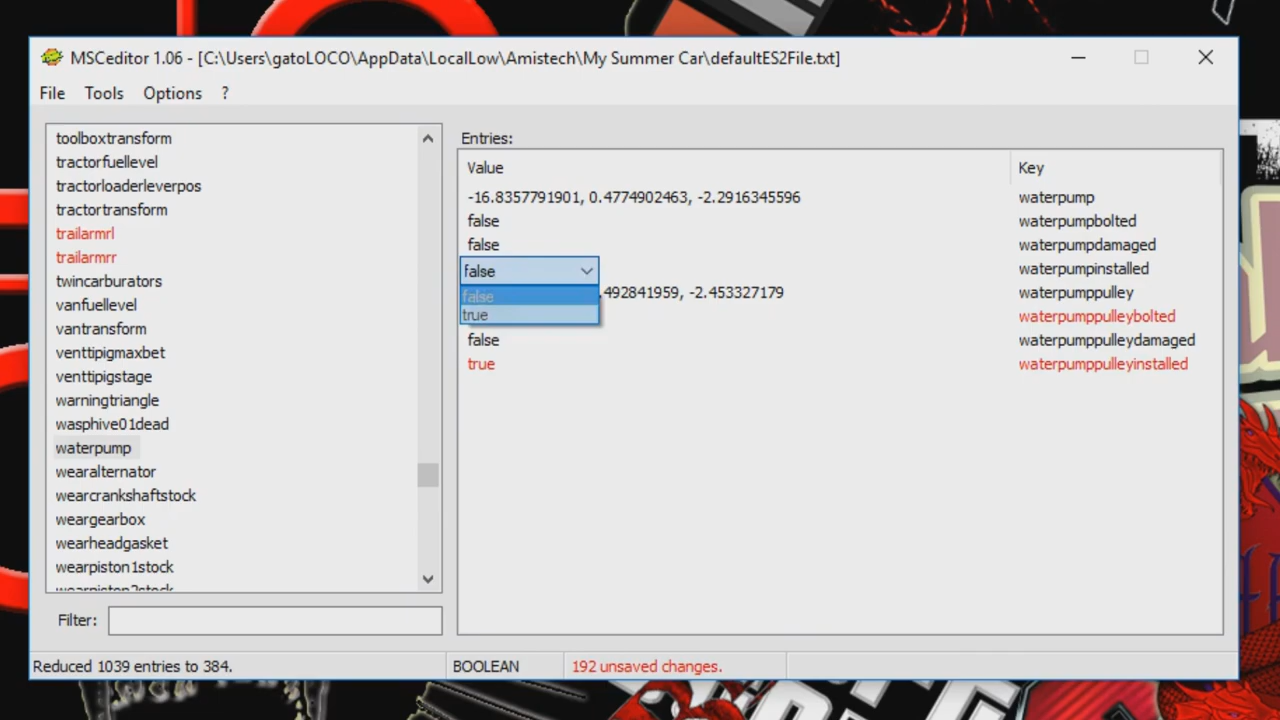 MSCeditor 1.06 - [C:\Users\gatoLOCO\AppData\LocalLow\Amistech\My Summer Car\defaultES2File.txt]
File Tools Options ?
toolboxtransform
tractorfuellevel
tractorloaderleverpos
tractortransform
trailarmrl
trailarmrr
twincarburators
vanfuellevel
vantransform
venttipigmaxbet
venttipigstage
warningtriangle
wasphive01dead
waterpump
wearalternator
wearcrankshaftstock
weargearbox
wearheadgasket
wearpiston1stock
wearpiston2stock
Filter:
Entries:
Value Key
-16.8357791901, 0.4774902463, -2.2916345596 waterpump
false waterpumpbolted
false waterpumpdamaged
false waterpumpinstalled
false
.492841959, -2.453327179 waterpumppulley
true waterpumppulleybolted
false waterpumppulleydamaged
true waterpumppulleyinstalled
Reduced 1039 entries to 384. BOOLEAN 192 unsaved changes.